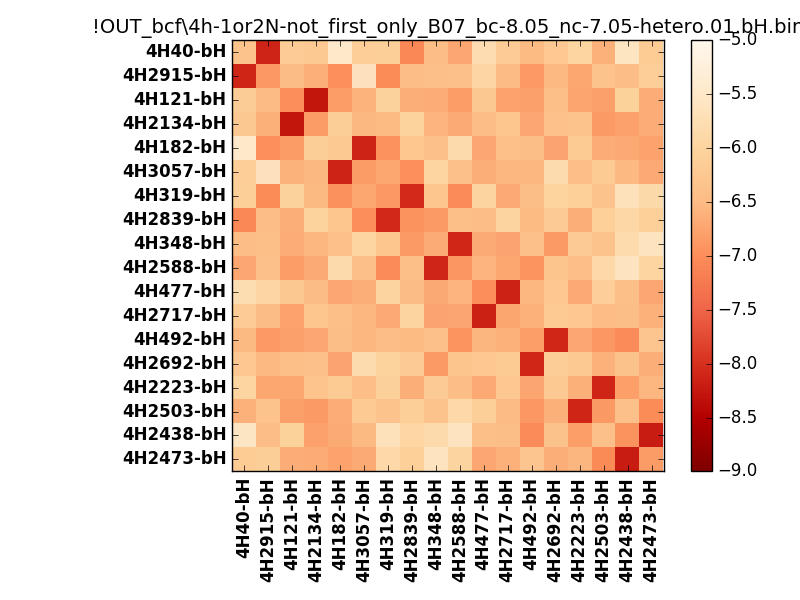 !OUT_bcf\4h-1or2N-not_first_only_B07_bc-8.05_nc-7.05-hetero.01.bH.bin
4H40-bH
4H2915-bH
4H121-bH
4H2134-bH
4H182-bH
4H3057-bH
4H319-bH
4H2839-bH
4H348-bH
4H2588-bH
4H477-bH
4H2717-bH
4H492-bH
4H2692-bH
4H2223-bH
4H2503-bH
4H2438-bH
4H2473-bH
4H40-bH
4H2915-bH
4H121-bH
4H2134-bH
4H182-bH
4H3057-bH
4H319-bH
4H2839-bH
4H348-bH
4H2588-bH
4H477-bH
4H2717-bH
4H492-bH
4H2692-bH
4H2223-bH
4H2503-bH
4H2438-bH
4H2473-bH
−5.0
−5.5
−6.0
−6.5
−7.0
−7.5
−8.0
−8.5
−9.0